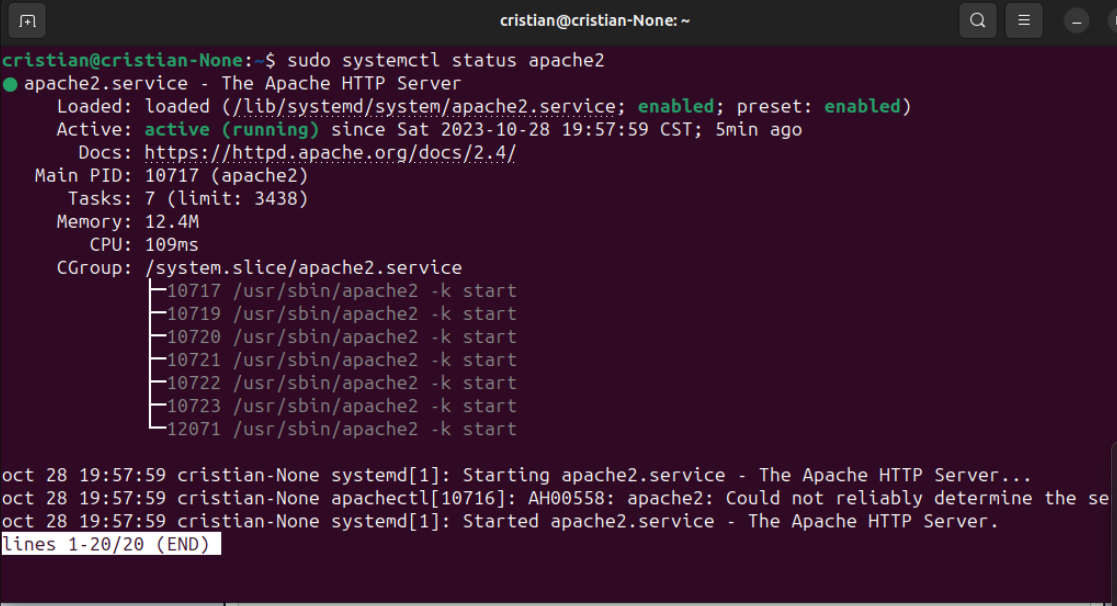 cristian@cristian-None: ~
cristian@cristian-None:~$ sudo systemctl status apache2
● apache2.service - The Apache HTTP Server
Loaded: loaded (/lib/systemd/system/apache2.service; enabled; preset: enabled)
Active: active (running) since Sat 2023-10-28 19:57:59 CST; 5min ago
Docs: https://httpd.apache.org/docs/2.4/
Main PID: 10717 (apache2)
Tasks: 7 (limit: 3438)
Memory: 12.4M
CPU: 109ms
CGroup: /system.slice/apache2.service
├─10717 /usr/sbin/apache2 -k start
├─10719 /usr/sbin/apache2 -k start
├─10720 /usr/sbin/apache2 -k start
├─10721 /usr/sbin/apache2 -k start
├─10722 /usr/sbin/apache2 -k start
├─10723 /usr/sbin/apache2 -k start
└─12071 /usr/sbin/apache2 -k start
oct 28 19:57:59 cristian-None systemd[1]: Starting apache2.service - The Apache HTTP Server...
oct 28 19:57:59 cristian-None apachectl[10716]: AH00558: apache2: Could not reliably determine the se
oct 28 19:57:59 cristian-None systemd[1]: Started apache2.service - The Apache HTTP Server.
lines 1-20/20 (END)